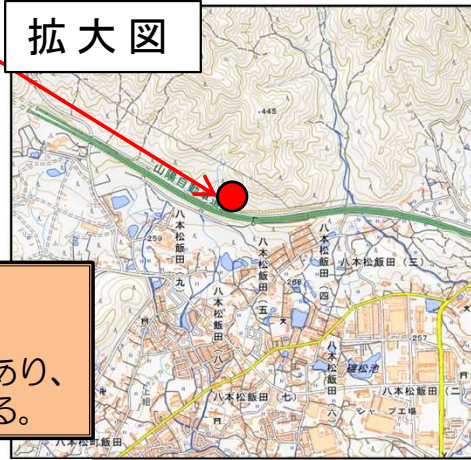 拡大図
・445
山陽自動車道
259
八本松飯田(九)
八本松飯田(五)
268
八本松飯田(四)
八本松飯田(三)
八本松飯田(八)
257
磯松池
八本松飯田(七)
八本松飯田(六)
八本松飯田(二)
シャープ工場
上組
八本松町飯田
あり、
る。